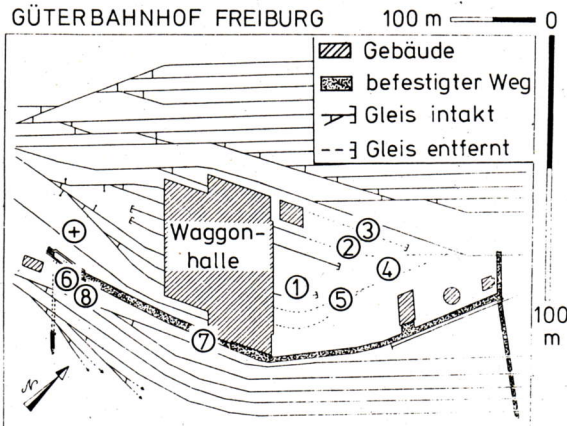 GÜTERBAHNHOF FREIBURG
100 m 0
Gebäude
befestigter Weg
Gleis intakt
Gleis entfernt
Waggon-
halle
+
3
2
4
1
5
6
8
7
100
m
N